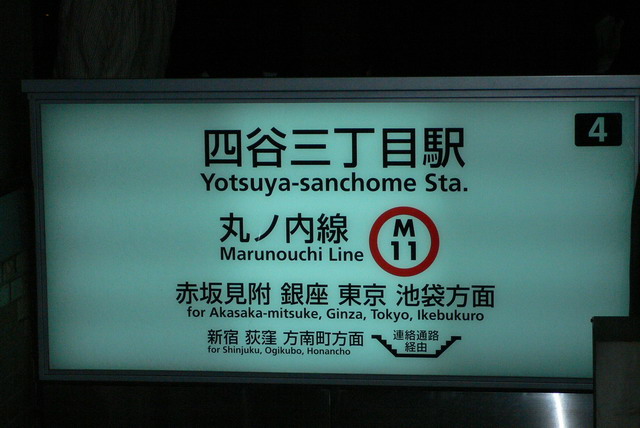 4
四谷三丁目駅
Yotsuya-sanchome Sta.
丸ノ内線
Marunouchi Line
M
11
赤坂見附 銀座 東京 池袋方面
for Akasaka-mitsuke, Ginza, Tokyo, Ikebukuro
新宿 荻窪 方南町方面
for Shinjuku, Ogikubo, Honancho
連絡通路
経由